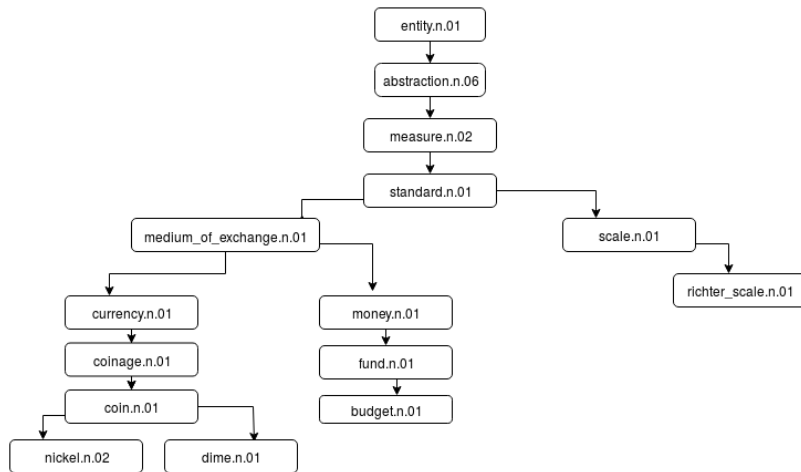 entity.n.01
abstraction.n.06
measure.n.02
standard.n.01
medium_of_exchange.n.01
scale.n.01
richter_scale.n.01
currency.n.01
money.n.01
coinage.n.01
fund.n.01
coin.n.01
budget.n.01
nickel.n.02
dime.n.01